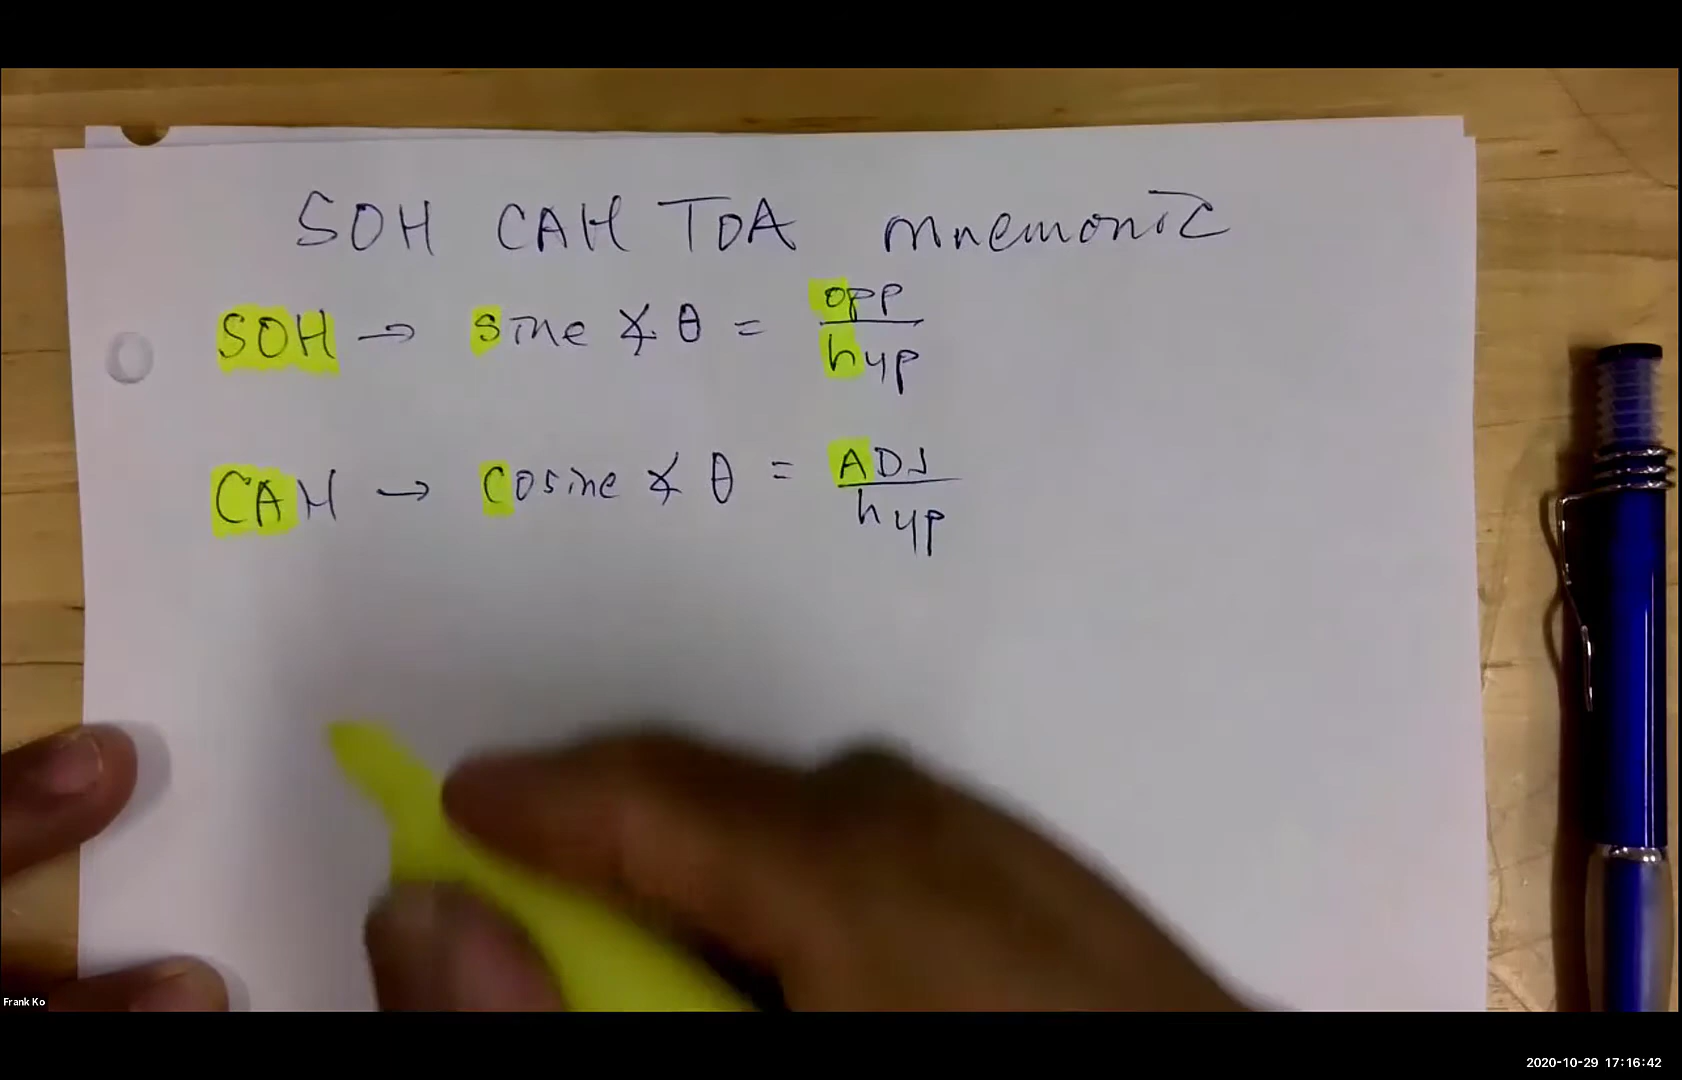 SOH CAH TOA mnemonic
SOH → sine ∡ θ = opp
hyp
CAH → cosine ∡ θ = ADJ
hyp
Frank Ko
2020-10-29 17:16:42